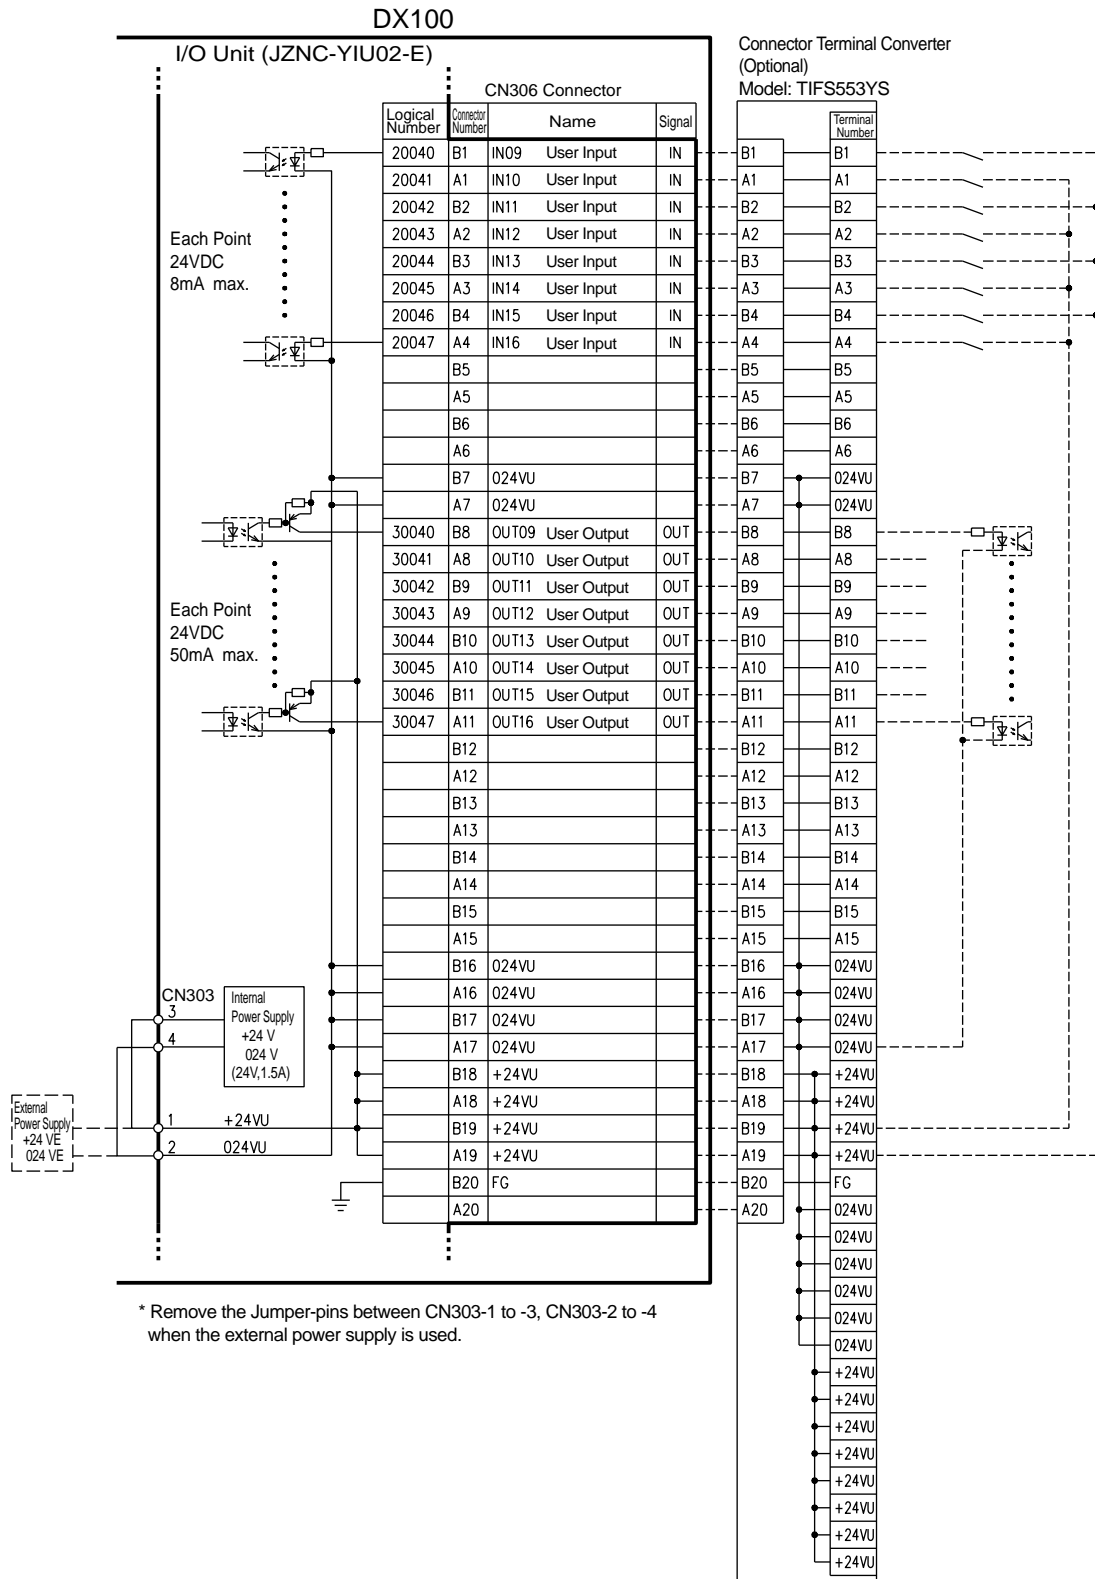 DX100
I/O Unit (JZNC-YIU02-E)
Connector Terminal Converter
(Optional)
Model: TIFS553YS
CN306 Connector
Logical Number Connector Number Name Signal Terminal Number
20040 B1 IN09 User Input IN B1 B1
20041 A1 IN10 User Input IN A1 A1
20042 B2 IN11 User Input IN B2 B2
20043 A2 IN12 User Input IN A2 A2
20044 B3 IN13 User Input IN B3 B3
20045 A3 IN14 User Input IN A3 A3
20046 B4 IN15 User Input IN B4 B4
20047 A4 IN16 User Input IN A4 A4
Each Point
24VDC
8mA max.
B5 B5 B5
A5 A5 A5
B6 B6 B6
A6 A6 A6
B7 024VU B7 024VU
A7 024VU A7 024VU
30040 B8 OUT09 User Output OUT B8 B8
30041 A8 OUT10 User Output OUT A8 A8
30042 B9 OUT11 User Output OUT B9 B9
30043 A9 OUT12 User Output OUT A9 A9
30044 B10 OUT13 User Output OUT B10 B10
30045 A10 OUT14 User Output OUT A10 A10
30046 B11 OUT15 User Output OUT B11 B11
30047 A11 OUT16 User Output OUT A11 A11
Each Point
24VDC
50mA max.
B12 B12 B12
A12 A12 A12
B13 B13 B13
A13 A13 A13
B14 B14 B14
A14 A14 A14
B15 B15 B15
A15 A15 A15
B16 024VU B16 024VU
A16 024VU A16 024VU
B17 024VU B17 024VU
A17 024VU A17 024VU
B18 +24VU B18 +24VU
A18 +24VU A18 +24VU
B19 +24VU B19 +24VU
A19 +24VU A19 +24VU
B20 FG B20 FG
A20 A20 024VU
024VU
024VU
024VU
024VU
024VU
+24VU
+24VU
+24VU
+24VU
+24VU
+24VU
+24VU
+24VU
CN303
3
4
Internal
Power Supply
+24 V
024 V
(24V,1.5A)
1 +24VU
2 024VU
External
Power Supply
+24 VE
024 VE
* Remove the Jumper-pins between CN303-1 to -3, CN303-2 to -4
when the external power supply is used.